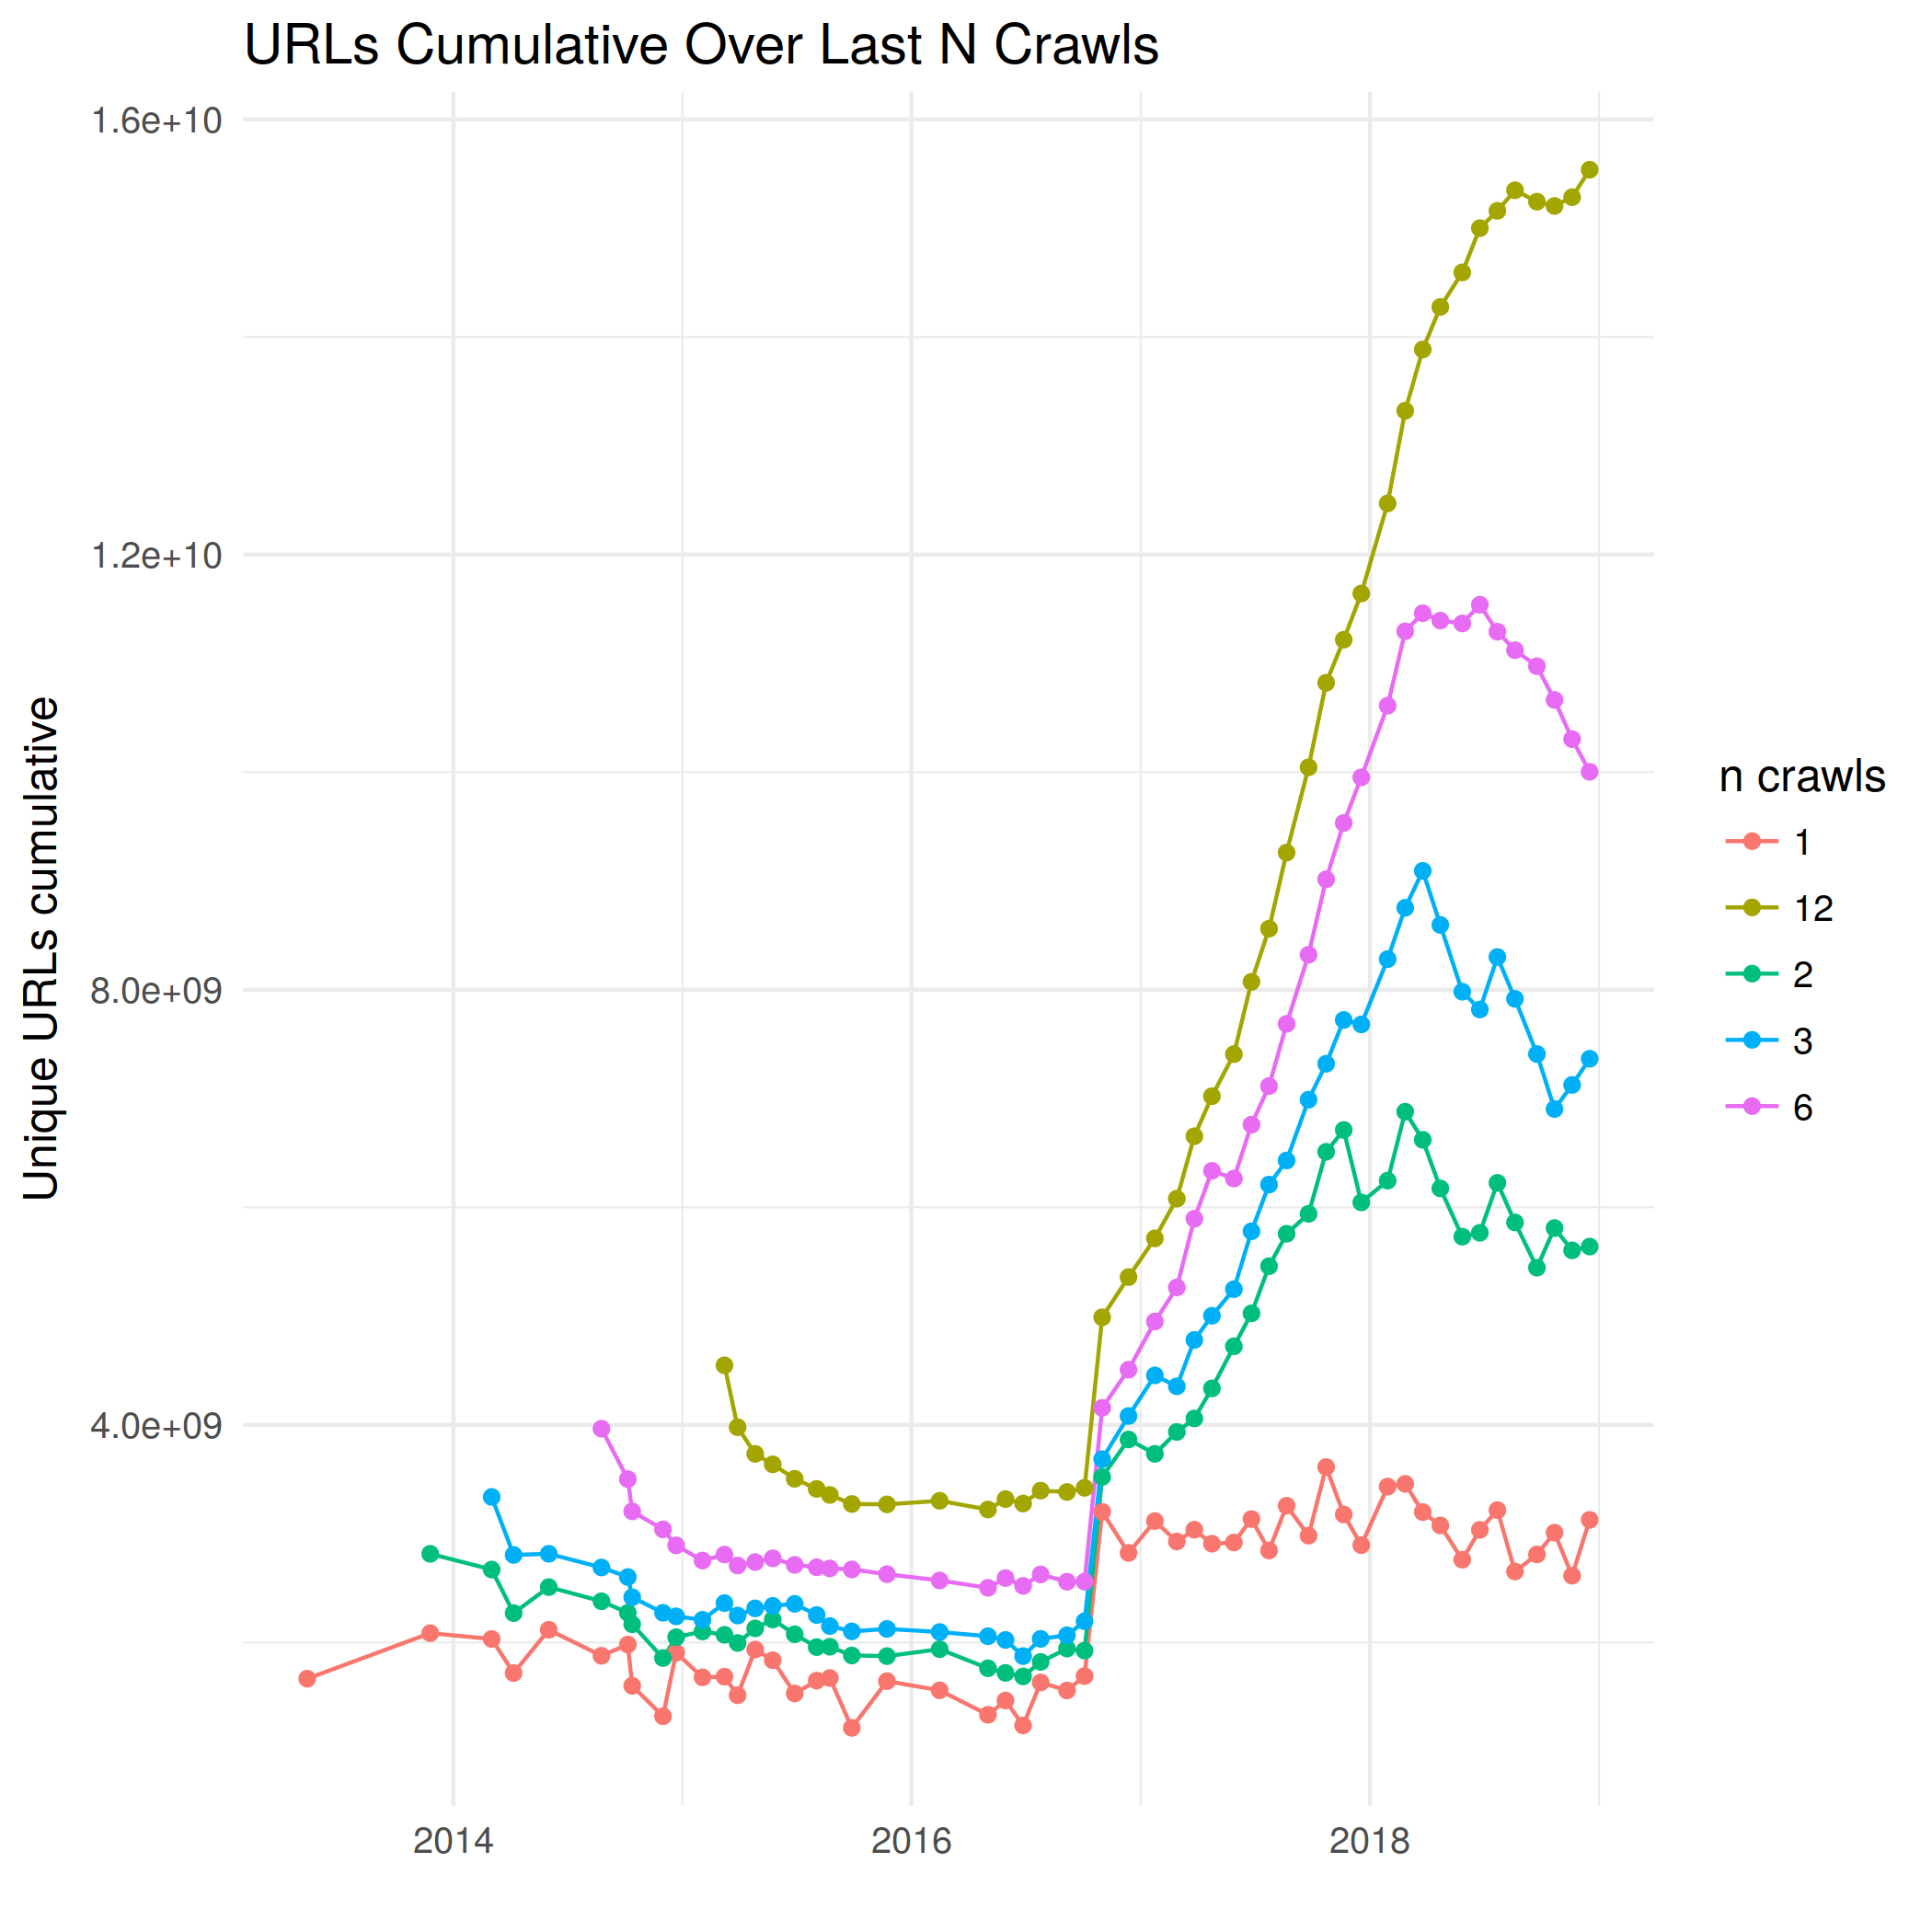 URLs Cumulative Over Last N Crawls
1.6e+10
1.2e+10
8.0e+09
4.0e+09
Unique URLs cumulative
2014 2016 2018
n crawls
1
12
2
3
6